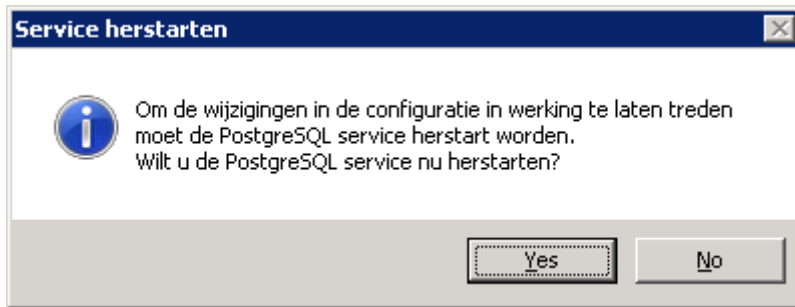 Service herstarten
Om de wijzigingen in de configuratie in werking te laten treden
moet de PostgreSQL service herstart worden.
Wilt u de PostgreSQL service nu herstarten?
Yes
No